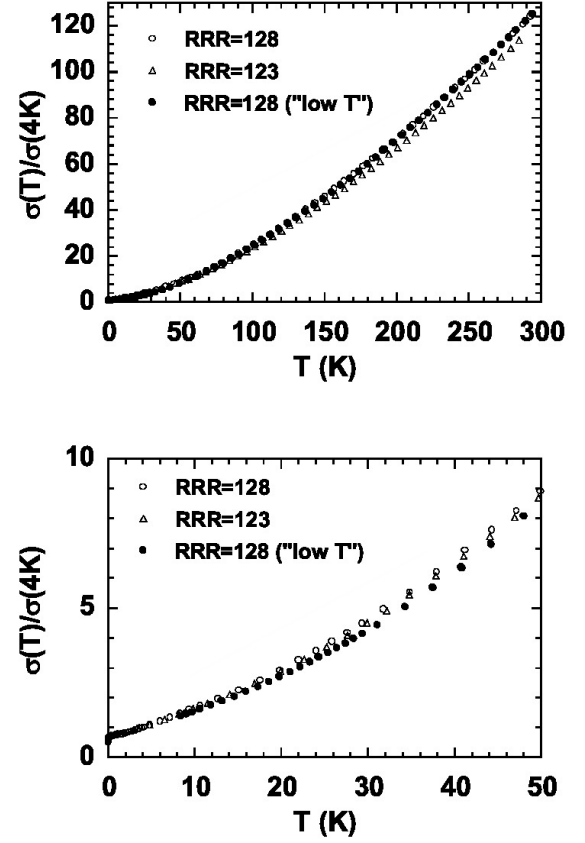 120
100
80
60
40
20
0
σ(T)/σ(4K)
RRR=128
RRR=123
RRR=128 ("low T")
0 50 100 150 200 250 300
T (K)
10
5
0
σ(T)/σ(4K)
RRR=128
RRR=123
RRR=128 ("low T")
0 10 20 30 40 50
T (K)